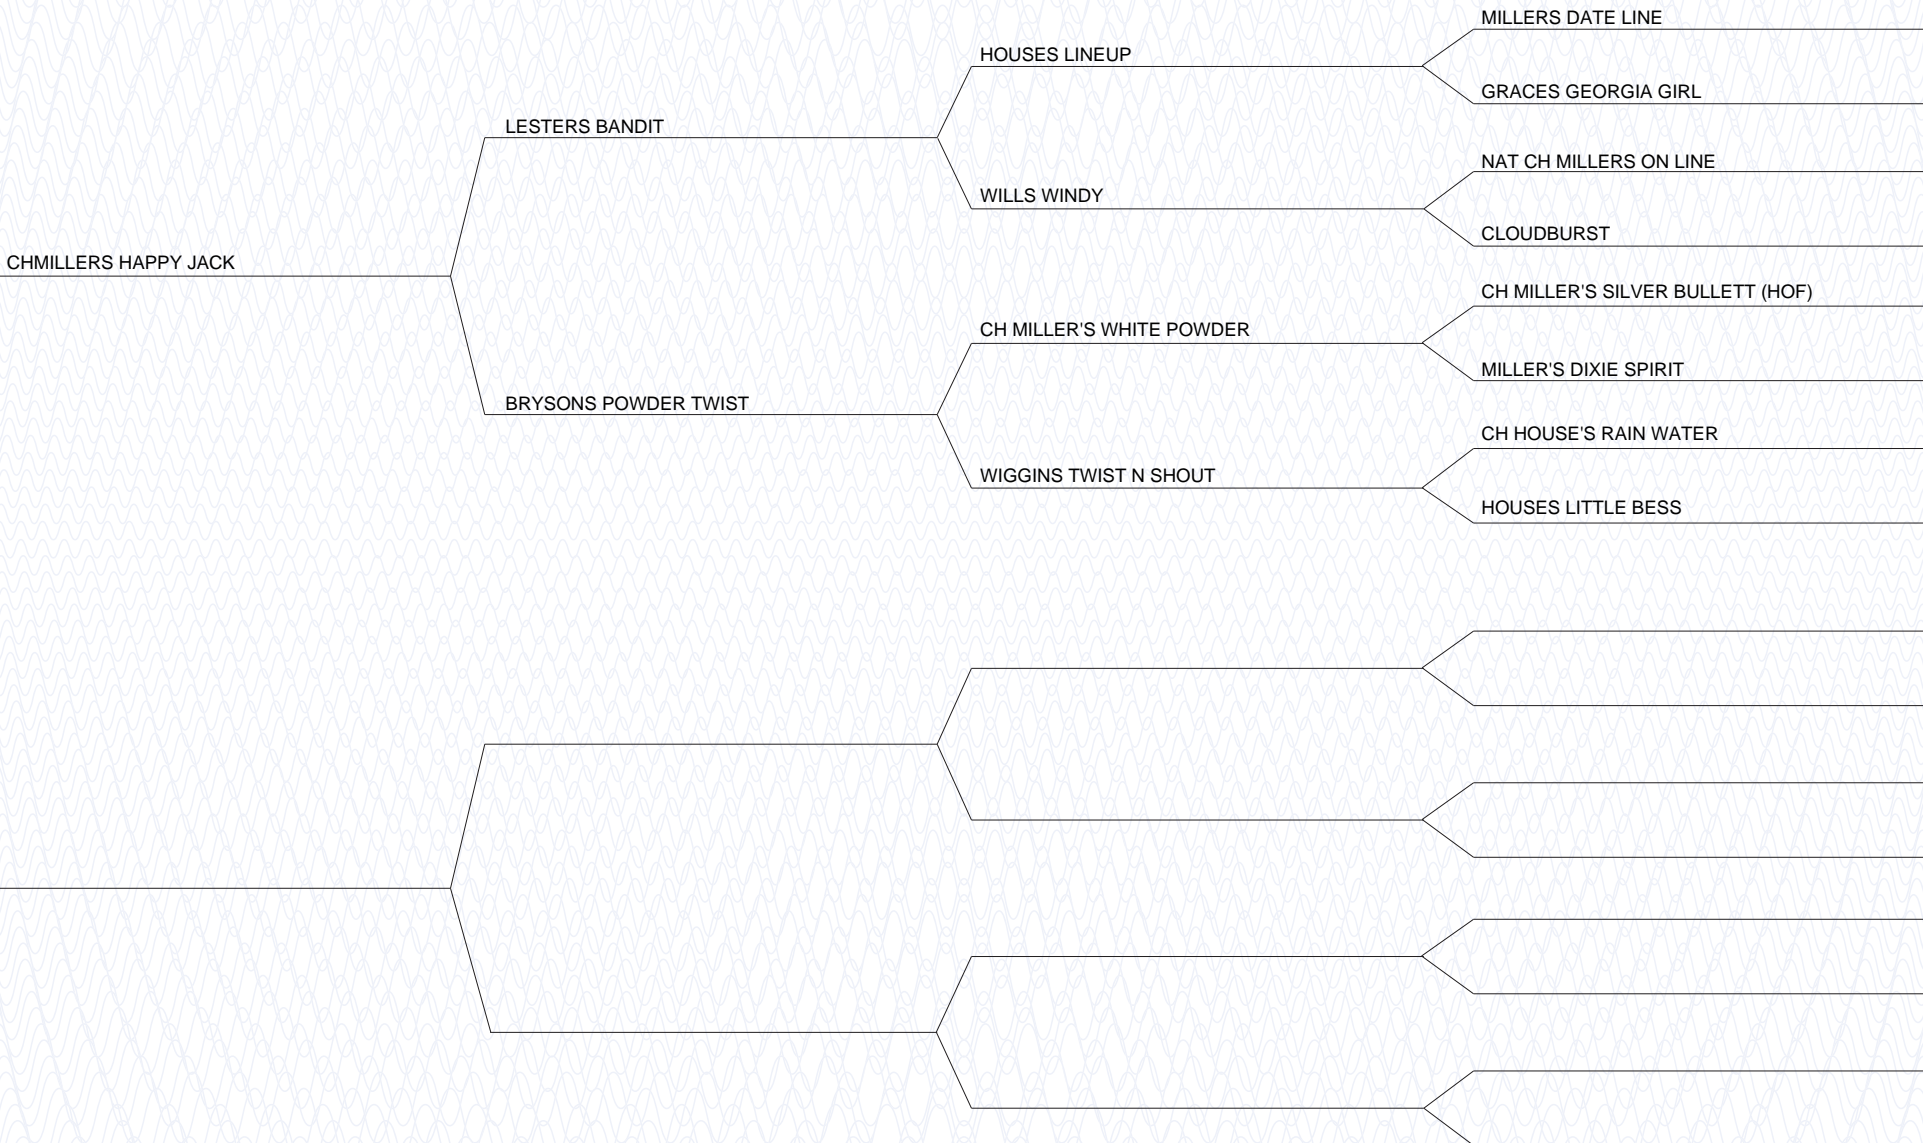 MILLERS DATE LINE
HOUSES LINEUP
GRACES GEORGIA GIRL
LESTERS BANDIT
NAT CH MILLERS ON LINE
WILLS WINDY
CLOUDBURST
CHMILLERS HAPPY JACK
CH MILLER'S SILVER BULLETT (HOF)
CH MILLER'S WHITE POWDER
MILLER'S DIXIE SPIRIT
BRYSONS POWDER TWIST
CH HOUSE'S RAIN WATER
WIGGINS TWIST N SHOUT
HOUSES LITTLE BESS